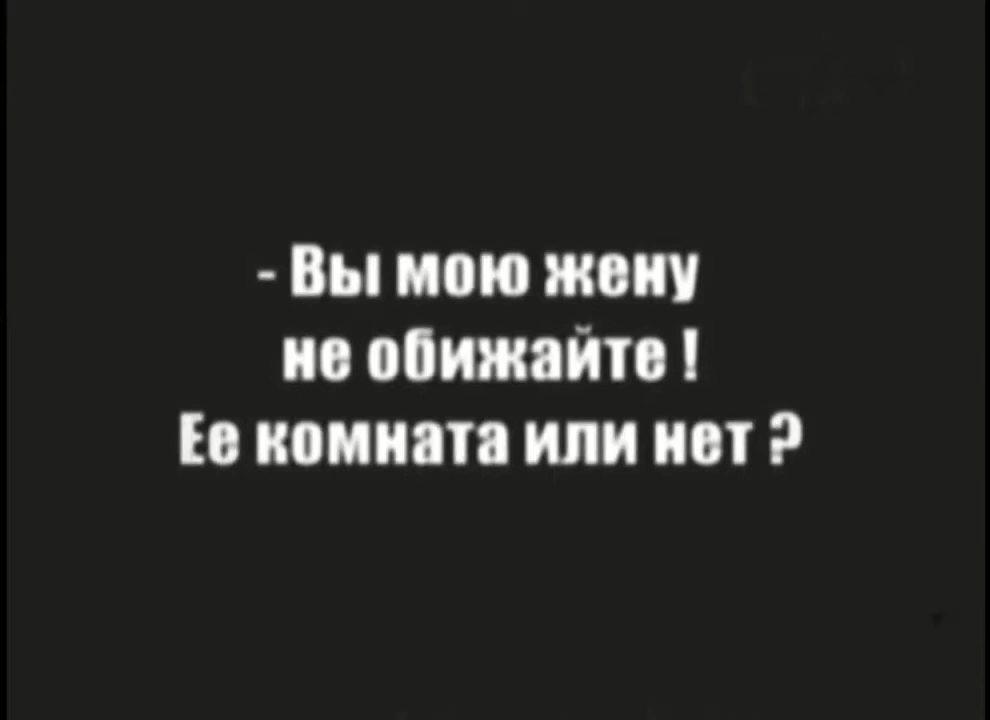 - Вы мою жену
не обижайте !
Ее комната или нет ?